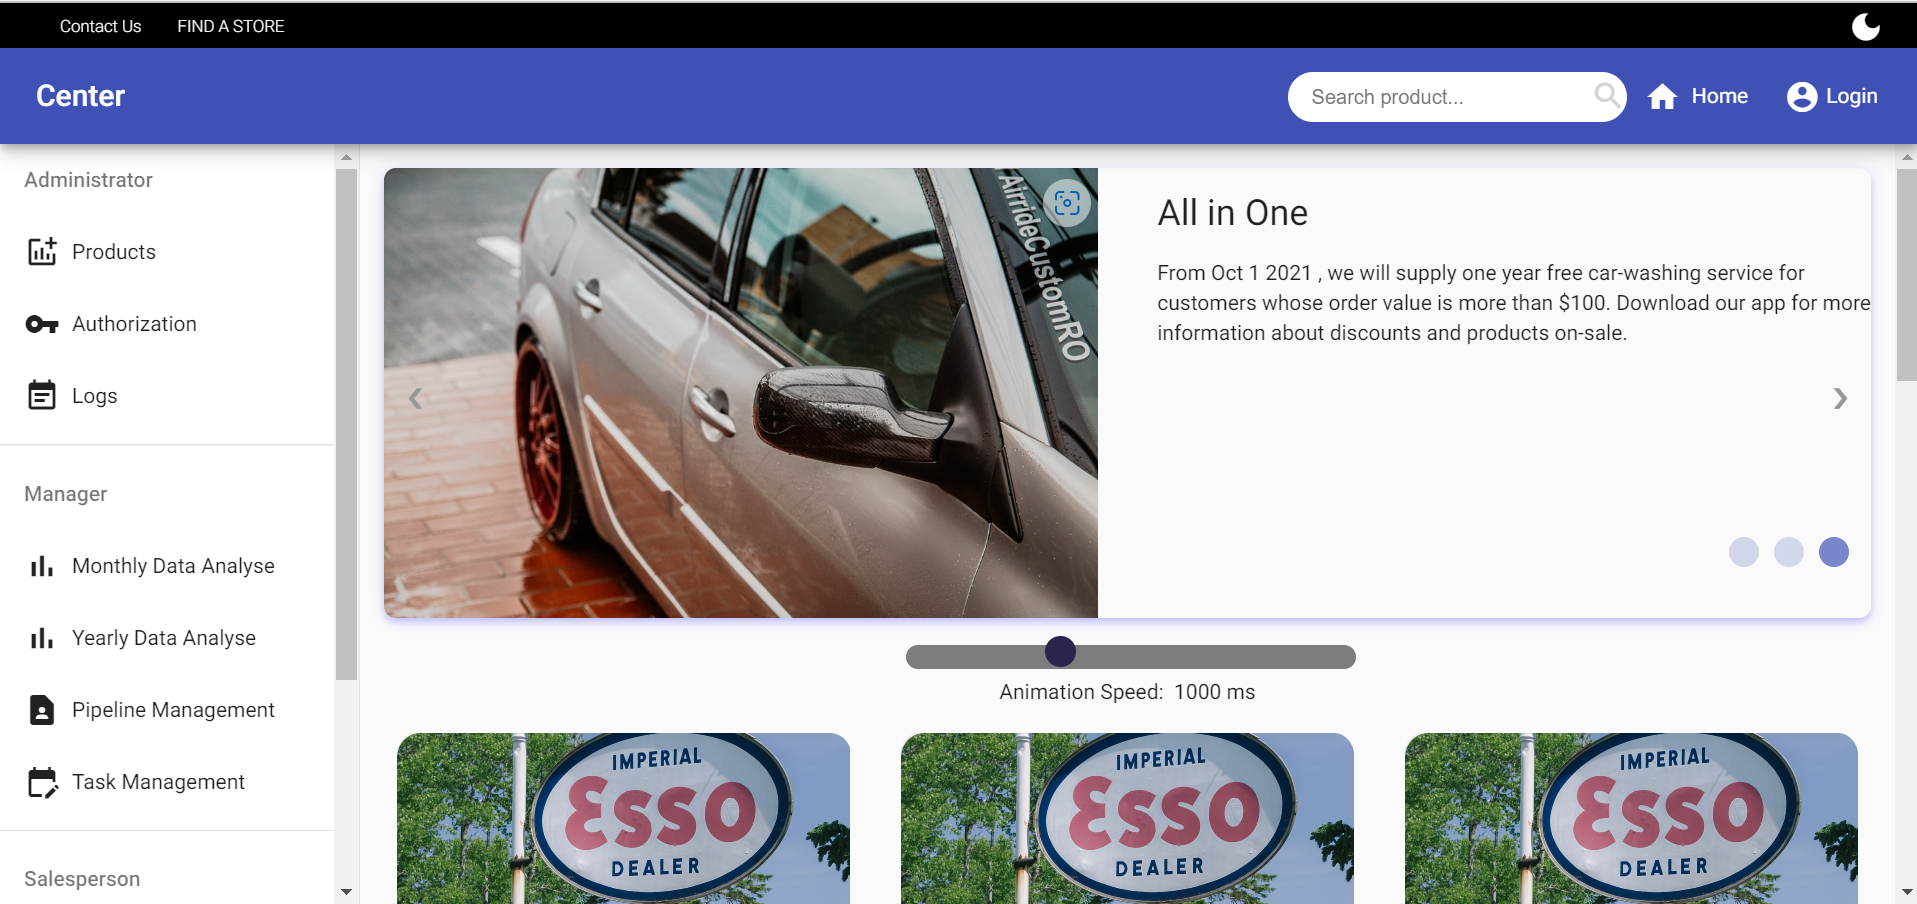 Contact Us
FIND A STORE
Center
Search product...
Home
Login
Administrator
Products
Authorization
Logs
Manager
Monthly Data Analyse
Yearly Data Analyse
Pipeline Management
Task Management
Salesperson
AirrideCustomRO
All in One
From Oct 1 2021 , we will supply one year free car-washing service for
customers whose order value is more than $100. Download our app for more
information about discounts and products on-sale.
Animation Speed: 1000 ms
IMPERIAL
Esso
DEALER
IMPERIAL
Esso
DEALER
IMPERIAL
Esso
DEALER